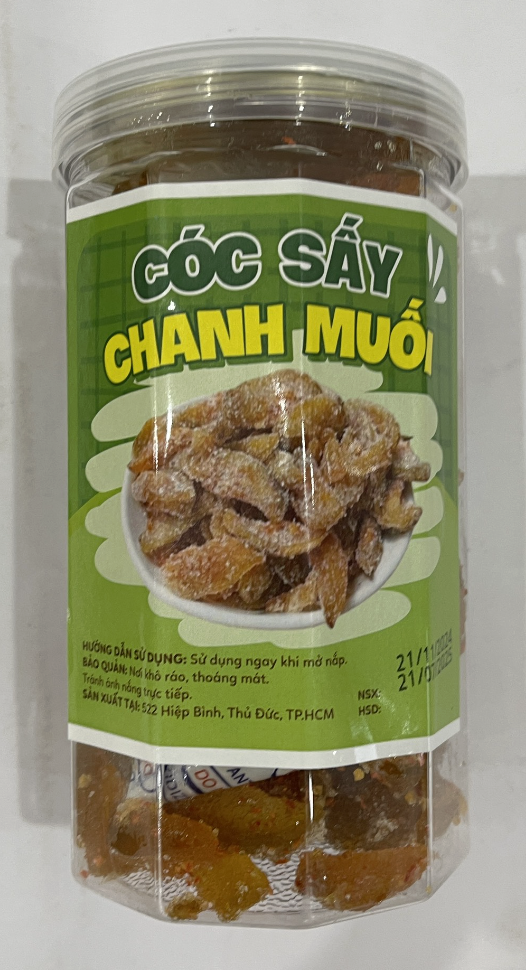 CÓC SẤY
CHANH MUỐI
HƯỚNG DẪN SỬ DỤNG: Sử dụng ngay khi mở nắp.
BẢO QUẢN: Nơi khô ráo, thoáng mát.
Tránh ánh nắng trực tiếp.
SẢN XUẤT TẠI: 522 Hiệp Bình, Thủ Đức, TP.HCM
NSX: 21/11/2024
HSD: 21/07/2025
DO